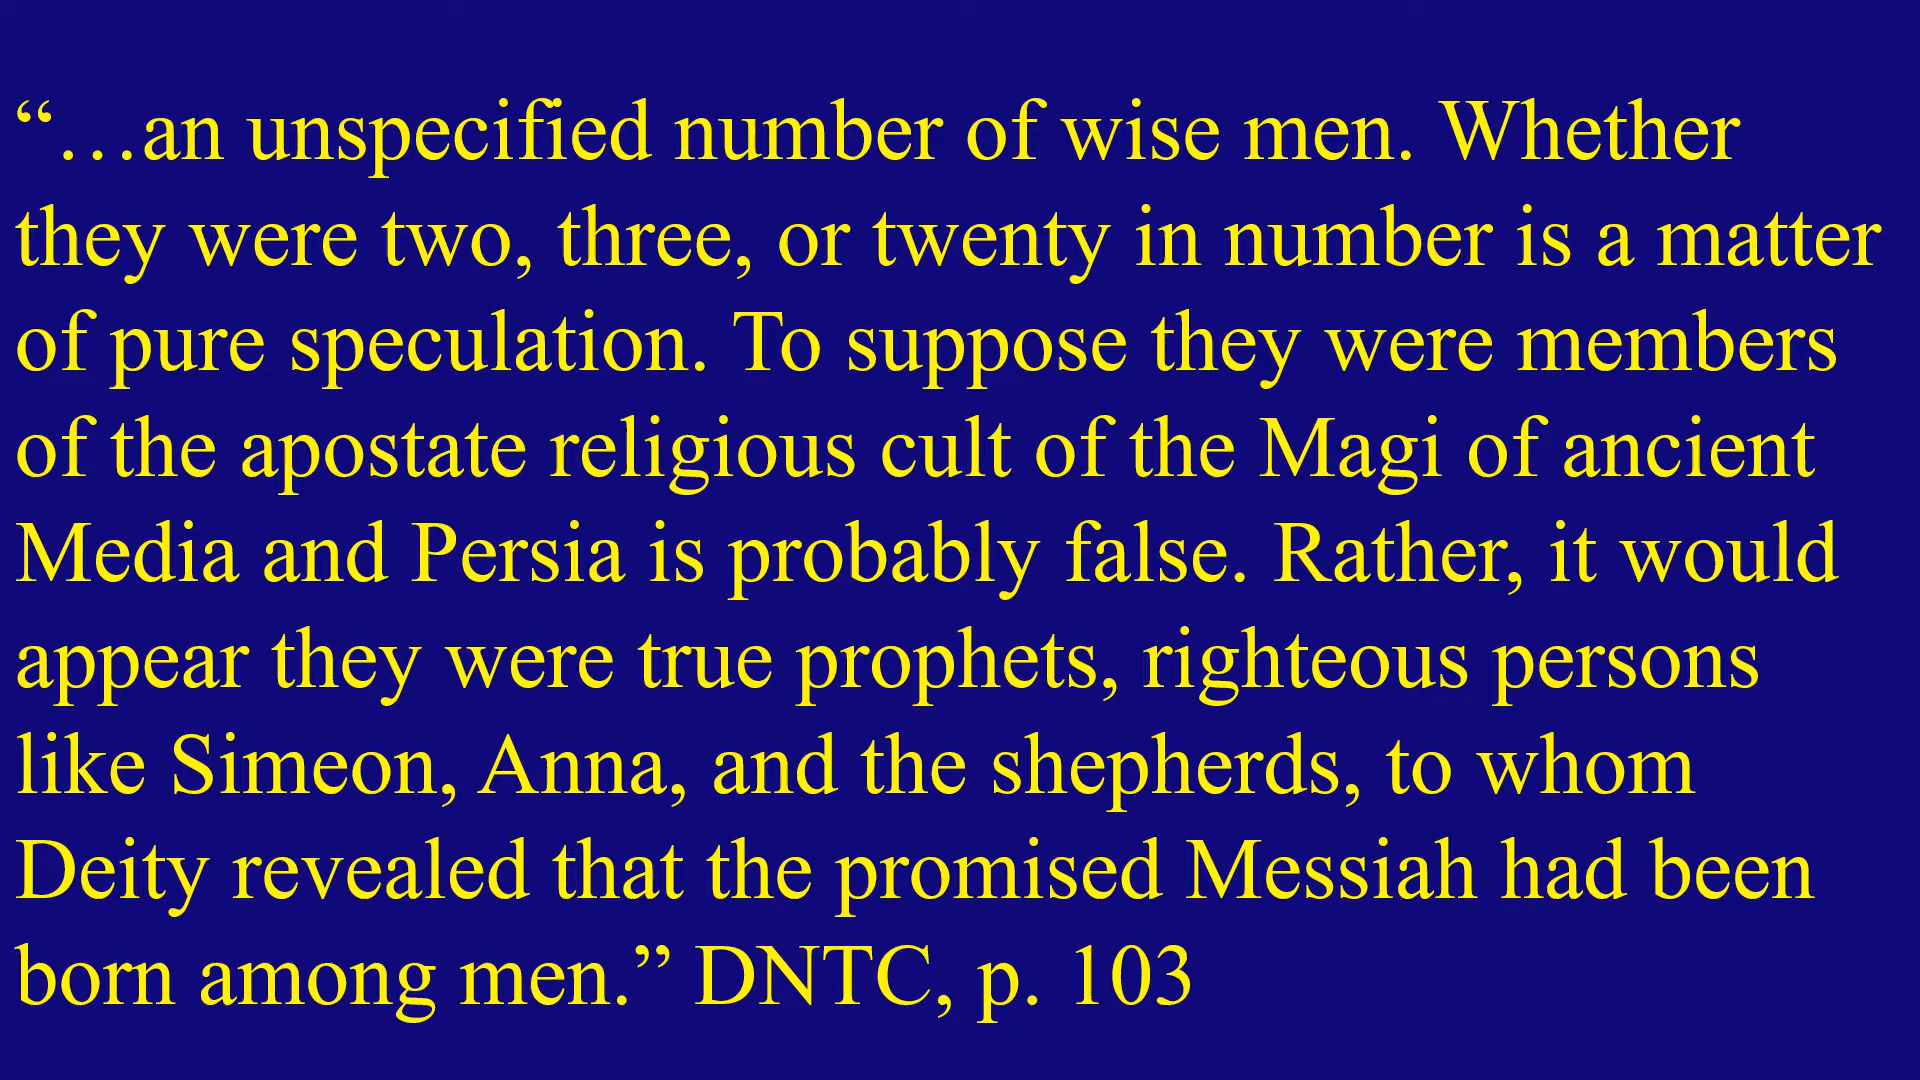 “…an unspecified number of wise men. Whether
they were two, three, or twenty in number is a matter
of pure speculation. To suppose they were members
of the apostate religious cult of the Magi of ancient
Media and Persia is probably false. Rather, it would
appear they were true prophets, righteous persons
like Simeon, Anna, and the shepherds, to whom
Deity revealed that the promised Messiah had been
born among men.” DNTC, p. 103